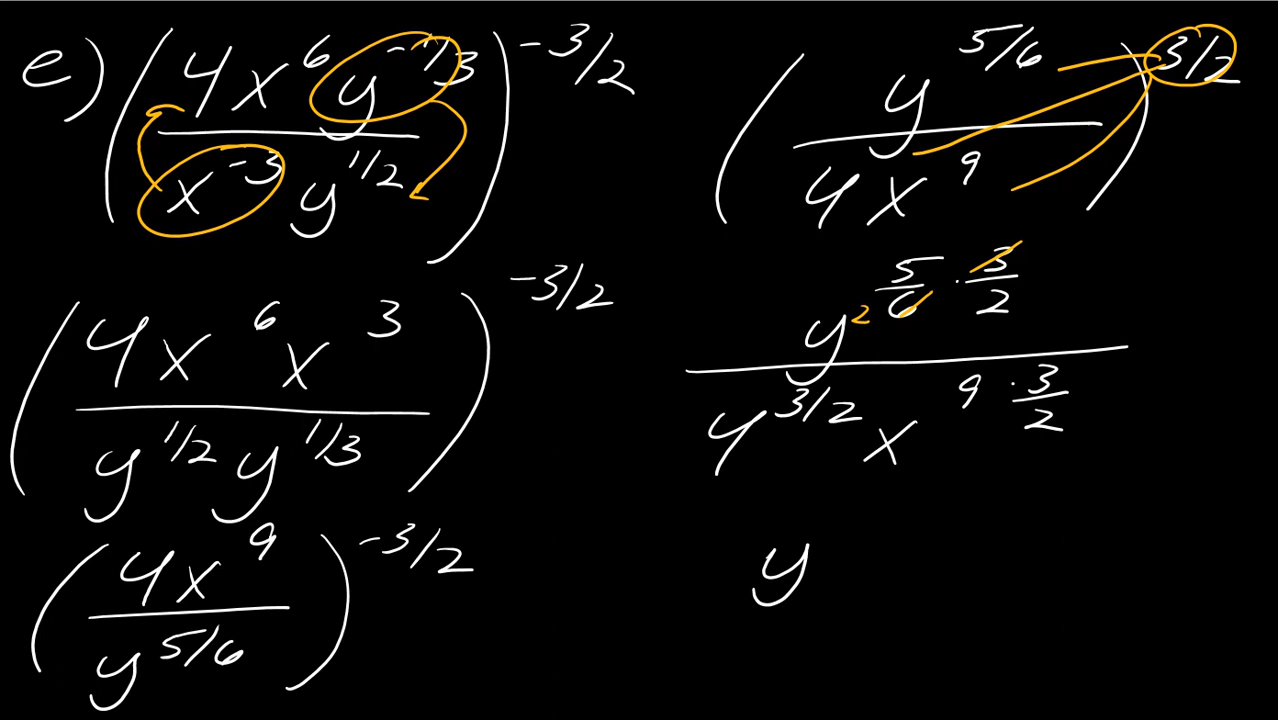 e) (4x^6 y^{-1/3} / x^{-3} y^{1/2})^{-3/2}
(4x^6 x^3 / y^{1/2} y^{1/3})^{-3/2}
(4x^9 / y^{5/6})^{-3/2}
(y^{5/6} / 4x^9)^{3/2}
y^{5/6 · 3/2} / 4^{3/2} x^{9 · 3/2}
2
y